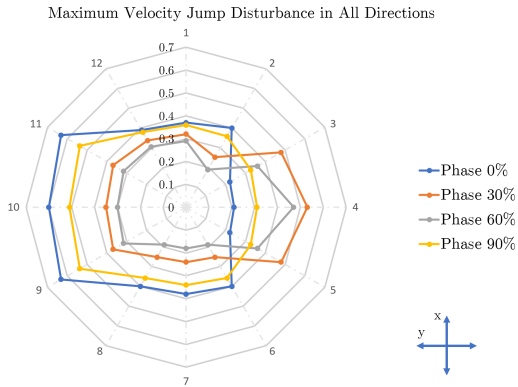 Maximum Velocity Jump Disturbance in All Directions
1
12
2
0.7
0.6
0.5
11
3
0.4
0.3
0.2
Phase 0%
0.1
Phase 30%
10
0
4
Phase 60%
Phase 90%
9
5
x
y
8
6
7